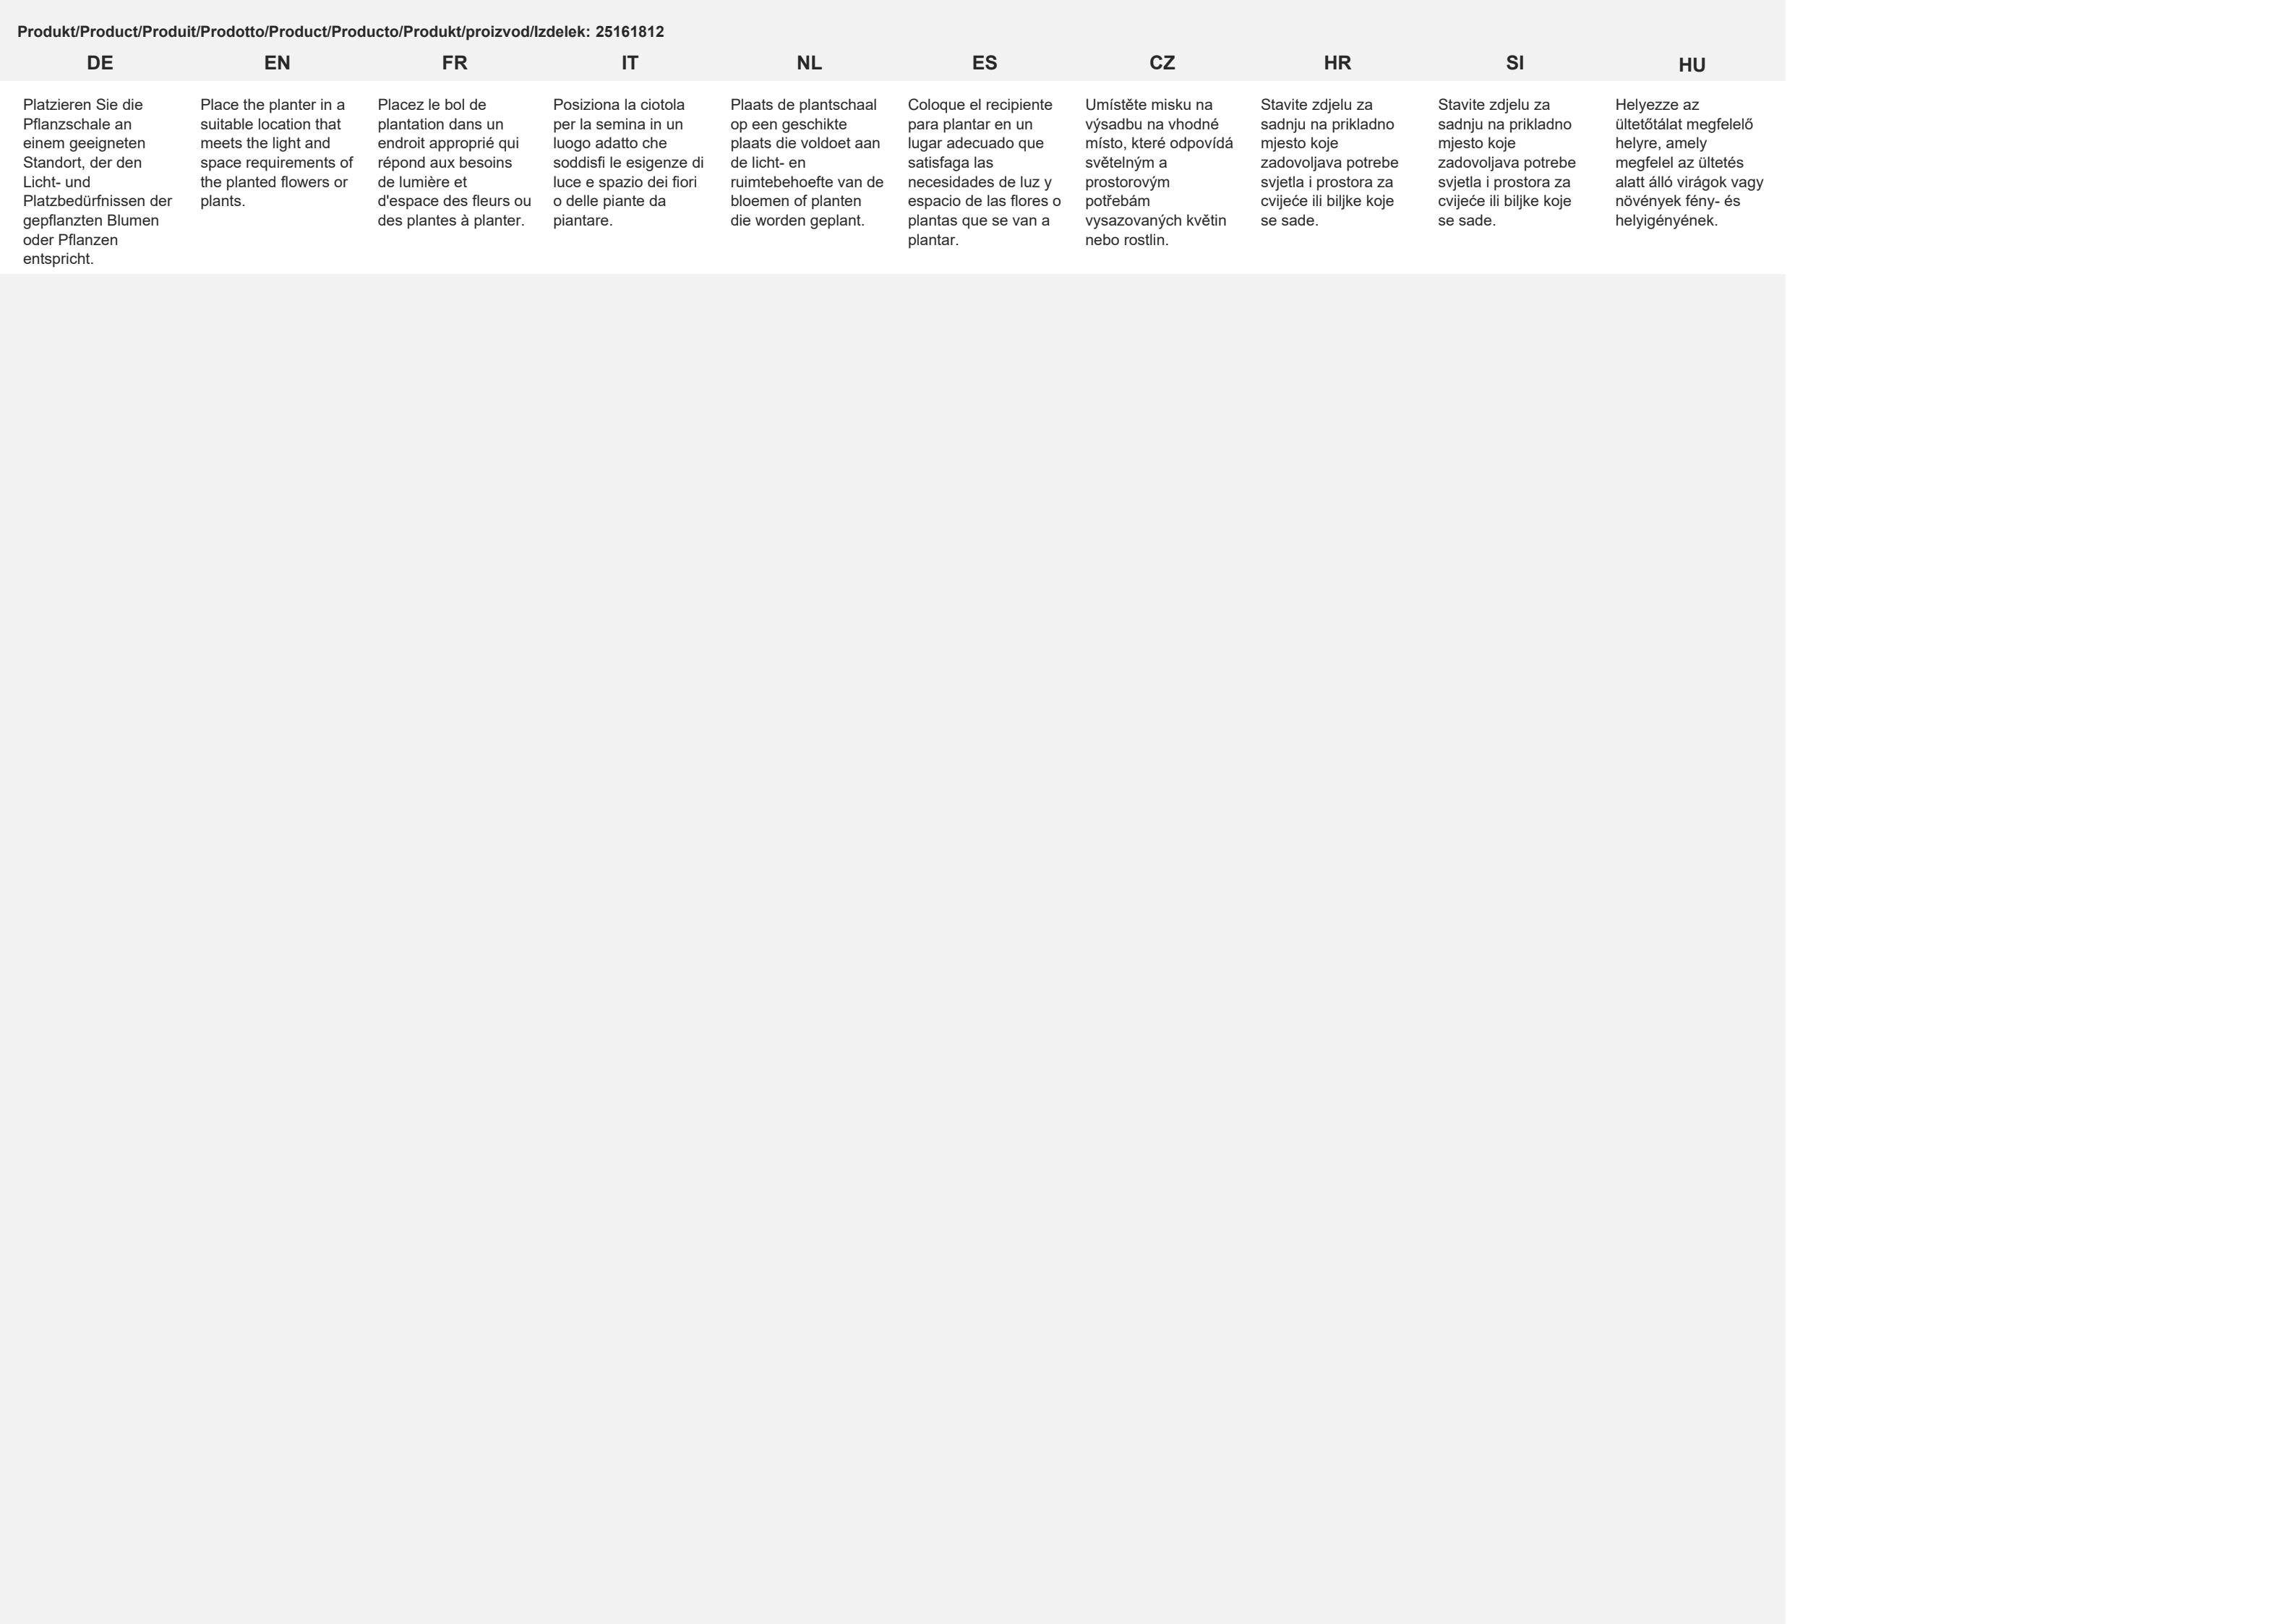 Produkt/Product/Produit/Prodotto/Product/Producto/Produkt/proizvod/Izdelek: 25161812
DE
EN
FR
IT
NL
ES
CZ
HR
SI
HU
Platzieren Sie die
Pflanzschale an
einem geeigneten
Standort, der den
Licht- und
Platzbedürfnissen der
gepflanzten Blumen
oder Pflanzen
entspricht.
Place the planter in a
suitable location that
meets the light and
space requirements of
the planted flowers or
plants.
Placez le bol de
plantation dans un
endroit approprié qui
répond aux besoins
de lumière et
d'espace des fleurs ou
des plantes à planter.
Posiziona la ciotola
per la semina in un
luogo adatto che
soddisfi le esigenze di
luce e spazio dei fiori
o delle piante da
piantare.
Plaats de plantschaal
op een geschikte
plaats die voldoet aan
de licht- en
ruimtebehoefte van de
bloemen of planten
die worden geplant.
Coloque el recipiente
para plantar en un
lugar adecuado que
satisfaga las
necesidades de luz y
espacio de las flores o
plantas que se van a
plantar.
Umístěte misku na
výsadbu na vhodné
místo, které odpovídá
světelným a
prostorovým
potřebám
vysazovaných květin
nebo rostlin.
Stavite zdjelu za
sadnju na prikladno
mjesto koje
zadovoljava potrebe
svjetla i prostora za
cvijeće ili biljke koje
se sade.
Stavite zdjelu za
sadnju na prikladno
mjesto koje
zadovoljava potrebe
svjetla i prostora za
cvijeće ili biljke koje
se sade.
Helyezze az
ültetőtálat megfelelő
helyre, amely
megfelel az ültetés
alatt álló virágok vagy
növények fény- és
helyigényének.